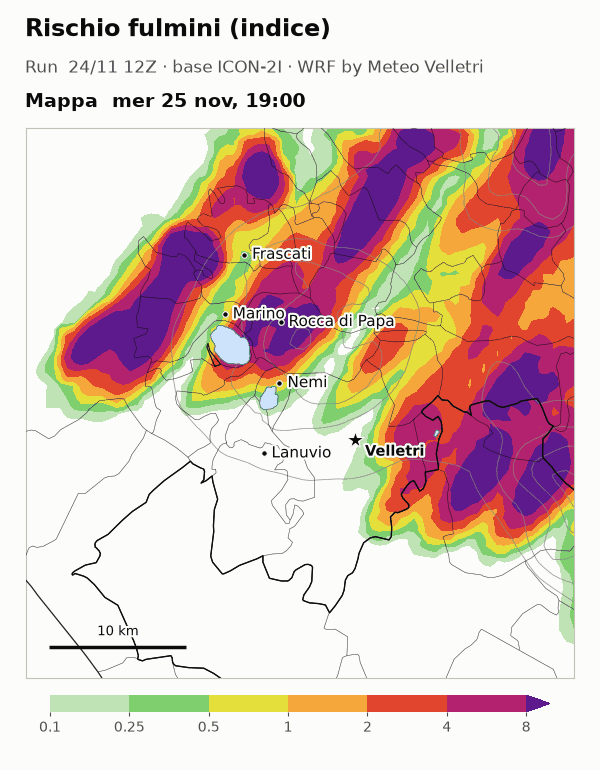 Rischio fulmini (indice)
Run  24/11 12Z · base ICON-2I · WRF by Meteo Velletri
Mappa  mer 25 nov, 19:00
Frascati
Marino
Rocca di Papa
Nemi
Velletri
Lanuvio
10 km
0.1 0.25 0.5 1 2 4 8